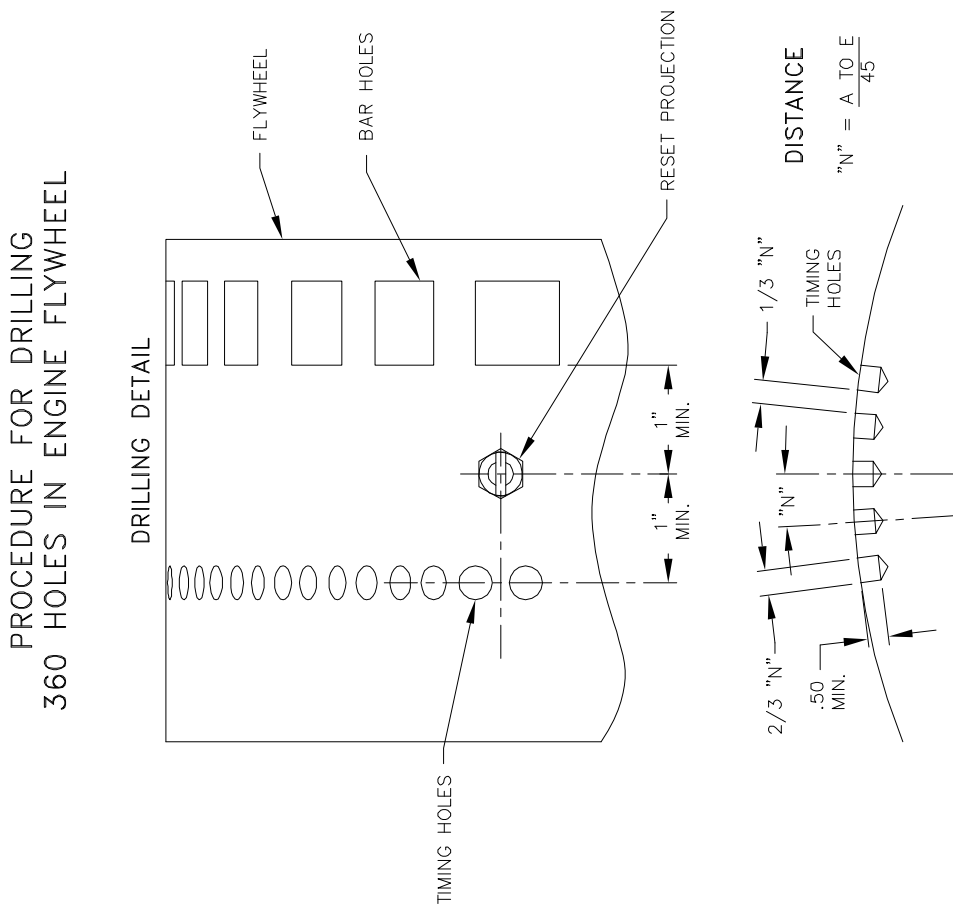 PROCEDURE FOR DRILLING
360 HOLES IN ENGINE FLYWHEEL
DRILLING DETAIL
FLYWHEEL
BAR HOLES
RESET PROJECTION
TIMING HOLES
1"
MIN.
1"
MIN.
DISTANCE
"N" = A TO E
45
1/3 "N"
TIMING
HOLES
"N"
2/3 "N"
.50
MIN.